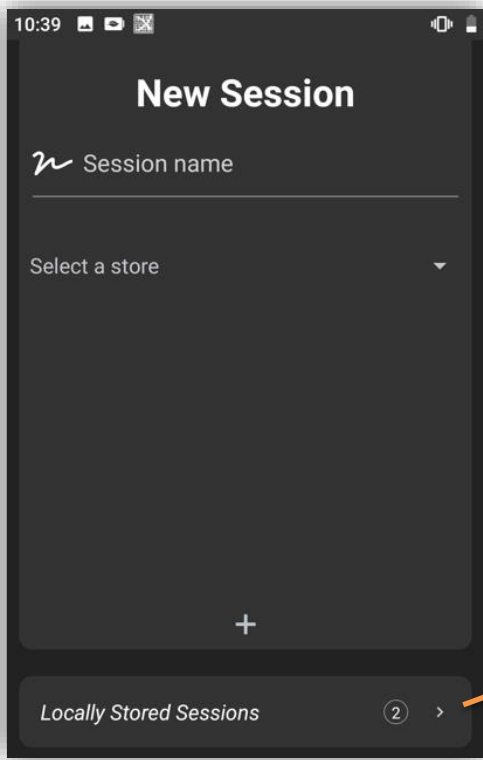 10:39
New Session
Session name
Select a store
+
Locally Stored Sessions 2 >